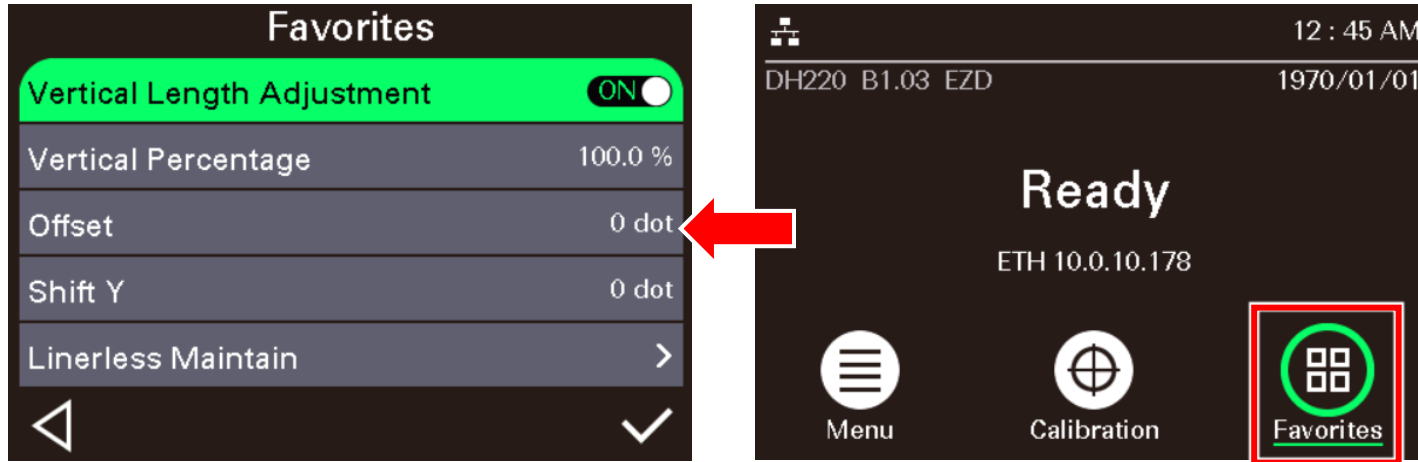 Favorites
Vertical Length Adjustment ON
Vertical Percentage 100.0 %
Offset 0 dot
Shift Y 0 dot
Linerless Maintain
12 : 45 AM
DH220 B1.03 EZD 1970/01/01
Ready
ETH 10.0.10.178
Menu Calibration Favorites